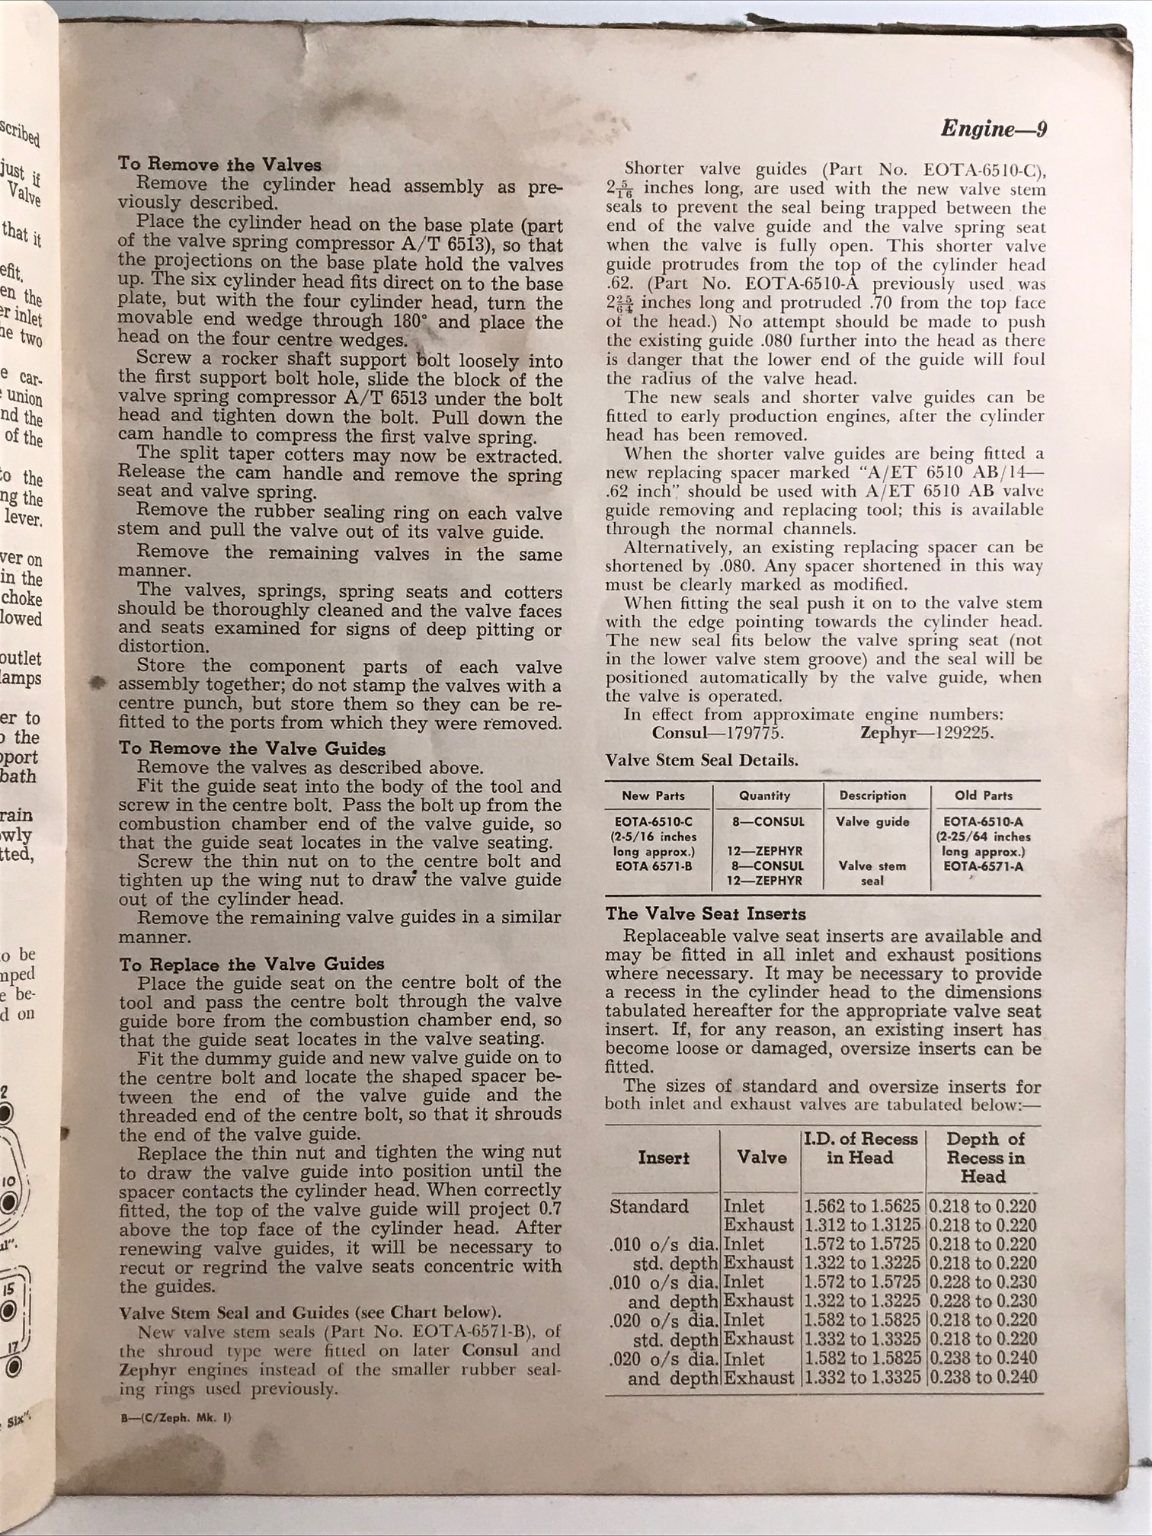 scribed
just if
Valve
that it
efit.
en the
er inlet
he two
e car-
union
nd the
of the
to the
ng the
lever.
ver on
in the
choke
lowed
outlet
lamps
er to
o the
pport
bath
rain
owly
tted,
to be
mped
e be-
d on
2
10
15
17
Six".
Engine—9
To Remove the Valves
Remove the cylinder head assembly as pre-
viously described.
Place the cylinder head on the base plate (part
of the valve spring compressor A/T 6513), so that
the projections on the base plate hold the valves
up. The six cylinder head fits direct on to the base
plate, but with the four cylinder head, turn the
movable end wedge through 180° and place the
head on the four centre wedges.
Screw a rocker shaft support bolt loosely into
the first support bolt hole, slide the block of the
valve spring compressor A/T 6513 under the bolt
head and tighten down the bolt. Pull down the
cam handle to compress the first valve spring.
The split taper cotters may now be extracted.
Release the cam handle and remove the spring
seat and valve spring.
Remove the rubber sealing ring on each valve
stem and pull the valve out of its valve guide.
Remove the remaining valves in the same
manner.
The valves, springs, spring seats and cotters
should be thoroughly cleaned and the valve faces
and seats examined for signs of deep pitting or
distortion.
Store the component parts of each valve
assembly together; do not stamp the valves with a
centre punch, but store them so they can be re-
fitted to the ports from which they were removed.
To Remove the Valve Guides
Remove the valves as described above.
Fit the guide seat into the body of the tool and
screw in the centre bolt. Pass the bolt up from the
combustion chamber end of the valve guide, so
that the guide seat locates in the valve seating.
Screw the thin nut on to the centre bolt and
tighten up the wing nut to draw the valve guide
out of the cylinder head.
Remove the remaining valve guides in a similar
manner.
To Replace the Valve Guides
Place the guide seat on the centre bolt of the
tool and pass the centre bolt through the valve
guide bore from the combustion chamber end, so
that the guide seat locates in the valve seating.
Fit the dummy guide and new valve guide on to
the centre bolt and locate the shaped spacer be-
tween the end of the valve guide and the
threaded end of the centre bolt, so that it shrouds
the end of the valve guide.
Replace the thin nut and tighten the wing nut
to draw the valve guide into position until the
spacer contacts the cylinder head. When correctly
fitted, the top of the valve guide will project 0.7
above the top face of the cylinder head. After
renewing valve guides, it will be necessary to
recut or regrind the valve seats concentric with
the guides.
Valve Stem Seal and Guides (see Chart below).
New valve stem seals (Part No. EOTA-6571-B), of
the shroud type were fitted on later Consul and
Zephyr engines instead of the smaller rubber seal-
ing rings used previously.
B—(C/Zeph. Mk. I)
Shorter valve guides (Part No. EOTA-6510-C),
2 5/16 inches long, are used with the new valve stem
seals to prevent the seal being trapped between the
end of the valve guide and the valve spring seat
when the valve is fully open. This shorter valve
guide protrudes from the top of the cylinder head
.62. (Part No. EOTA-6510-A previously used was
2 25/64 inches long and protruded .70 from the top face
of the head.) No attempt should be made to push
the existing guide .080 further into the head as there
is danger that the lower end of the guide will foul
the radius of the valve head.
The new seals and shorter valve guides can be
fitted to early production engines, after the cylinder
head has been removed.
When the shorter valve guides are being fitted a
new replacing spacer marked "A/ET 6510 AB/14—
.62 inch" should be used with A/ET 6510 AB valve
guide removing and replacing tool; this is available
through the normal channels.
Alternatively, an existing replacing spacer can be
shortened by .080. Any spacer shortened in this way
must be clearly marked as modified.
When fitting the seal push it on to the valve stem
with the edge pointing towards the cylinder head.
The new seal fits below the valve spring seat (not
in the lower valve stem groove) and the seal will be
positioned automatically by the valve guide, when
the valve is operated.
In effect from approximate engine numbers:
Consul—179775. Zephyr—129225.
Valve Stem Seal Details.
New Parts Quantity Description Old Parts
EOTA-6510-C 8—CONSUL Valve guide EOTA-6510-A
(2-5/16 inches (2-25/64 inches
long approx.) 12—ZEPHYR long approx.)
EOTA 6571-B 8—CONSUL Valve stem EOTA-6571-A
12—ZEPHYR seal
The Valve Seat Inserts
Replaceable valve seat inserts are available and
may be fitted in all inlet and exhaust positions
where necessary. It may be necessary to provide
a recess in the cylinder head to the dimensions
tabulated hereafter for the appropriate valve seat
insert. If, for any reason, an existing insert has
become loose or damaged, oversize inserts can be
fitted.
The sizes of standard and oversize inserts for
both inlet and exhaust valves are tabulated below:—
I.D. of Recess Depth of
Insert Valve in Head Recess in
Head
Standard Inlet 1.562 to 1.5625 0.218 to 0.220
Exhaust 1.312 to 1.3125 0.218 to 0.220
.010 o/s dia. Inlet 1.572 to 1.5725 0.218 to 0.220
std. depth Exhaust 1.322 to 1.3225 0.218 to 0.220
.010 o/s dia. Inlet 1.572 to 1.5725 0.228 to 0.230
and depth Exhaust 1.322 to 1.3225 0.228 to 0.230
.020 o/s dia. Inlet 1.582 to 1.5825 0.218 to 0.220
std. depth Exhaust 1.332 to 1.3325 0.218 to 0.220
.020 o/s dia. Inlet 1.582 to 1.5825 0.238 to 0.240
and depth Exhaust 1.332 to 1.3325 0.238 to 0.240